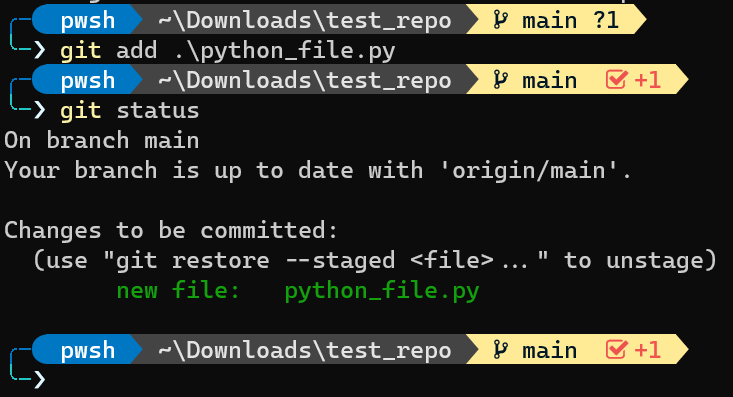 pwsh ~\Downloads\test_repo main ?1
❯ git add .\python_file.py
pwsh ~\Downloads\test_repo main +1
❯ git status
On branch main
Your branch is up to date with 'origin/main'.
Changes to be committed:
(use "git restore --staged <file>..." to unstage)
new file: python_file.py
pwsh ~\Downloads\test_repo main +1
❯